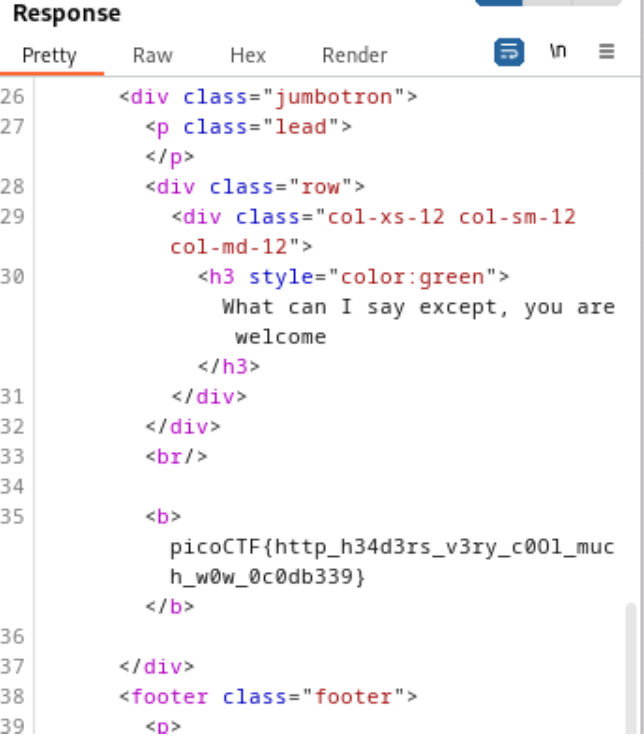 Response
Pretty Raw Hex Render \n
26 <div class="jumbotron">
27 <p class="lead">
</p>
28 <div class="row">
29 <div class="col-xs-12 col-sm-12
col-md-12">
30 <h3 style="color:green">
What can I say except, you are
welcome
</h3>
31 </div>
32 </div>
33 <br/>
34
35 <b>
picoCTF{http_h34d3rs_v3ry_c0Ol_muc
h_w0w_0c0db339}
</b>
36
37 </div>
38 <footer class="footer">
39 <p>